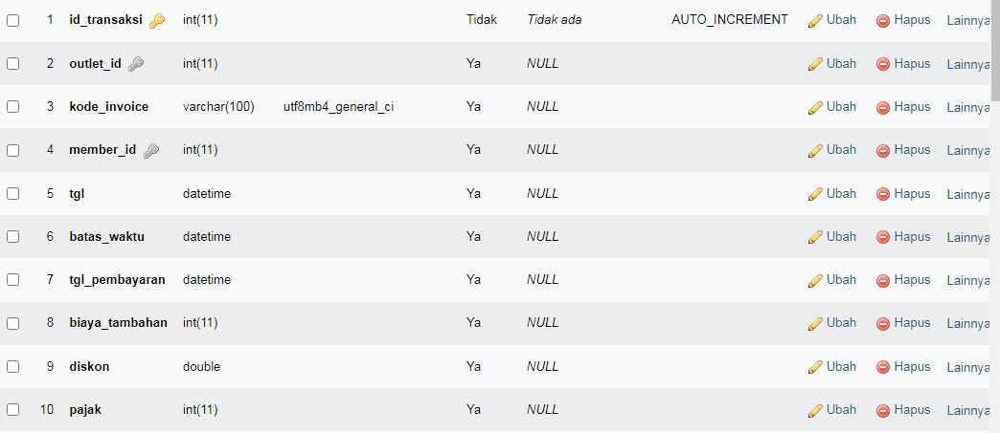 1 id_transaksi int(11) Tidak Tidak ada AUTO_INCREMENT Ubah Hapus Lainnya
2 outlet_id int(11) Ya NULL Ubah Hapus Lainnya
3 kode_invoice varchar(100) utf8mb4_general_ci Ya NULL Ubah Hapus Lainnya
4 member_id int(11) Ya NULL Ubah Hapus Lainnya
5 tgl datetime Ya NULL Ubah Hapus Lainnya
6 batas_waktu datetime Ya NULL Ubah Hapus Lainnya
7 tgl_pembayaran datetime Ya NULL Ubah Hapus Lainnya
8 biaya_tambahan int(11) Ya NULL Ubah Hapus Lainnya
9 diskon double Ya NULL Ubah Hapus Lainnya
10 pajak int(11) Ya NULL Ubah Hapus Lainnya